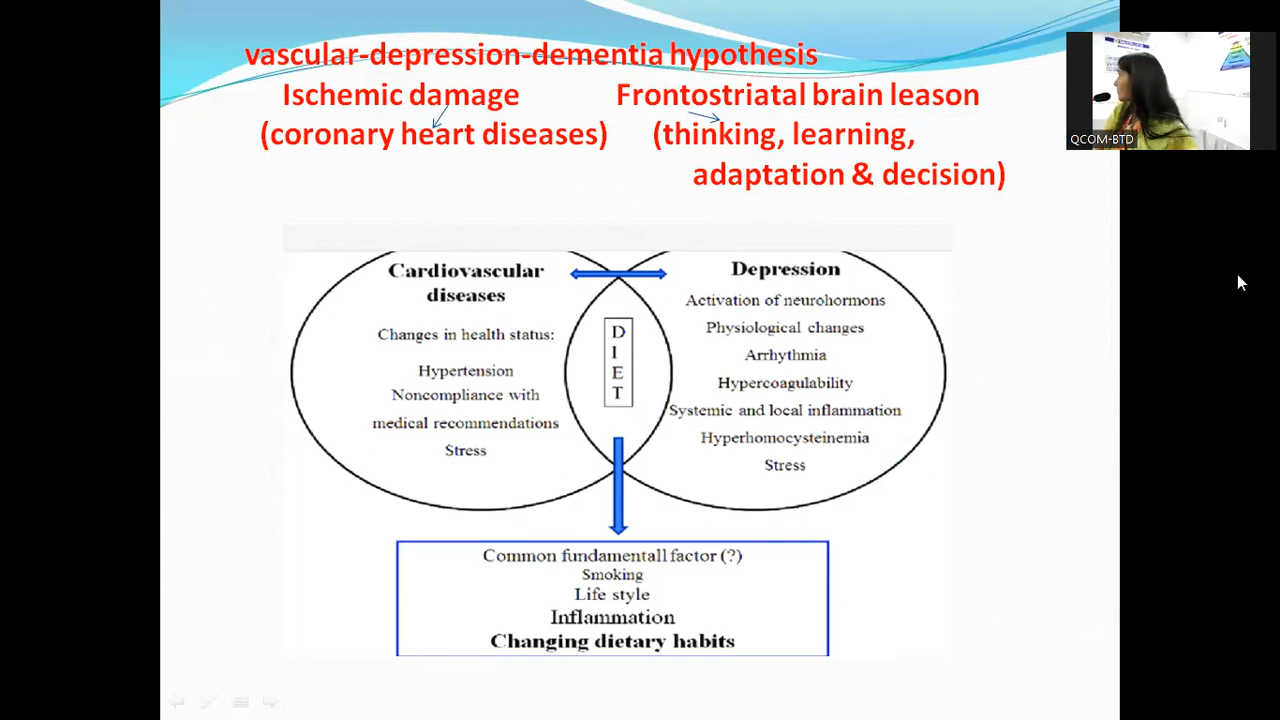 vascular-depression-dementia hypothesis
Ischemic damage Frontostriatal brain leason
(coronary heart diseases) (thinking, learning,
adaptation & decision)
QCOM-BTD
Cardiovascular
diseases
Changes in health status:
Hypertension
Noncompliance with
medical recommendations
Stress
D
I
E
T
Depression
Activation of neurohormons
Physiological changes
Arrhythmia
Hypercoagulability
Systemic and local inflammation
Hyperhomocysteinemia
Stress
Common fundamentall factor (?)
Smoking
Life style
Inflammation
Changing dietary habits